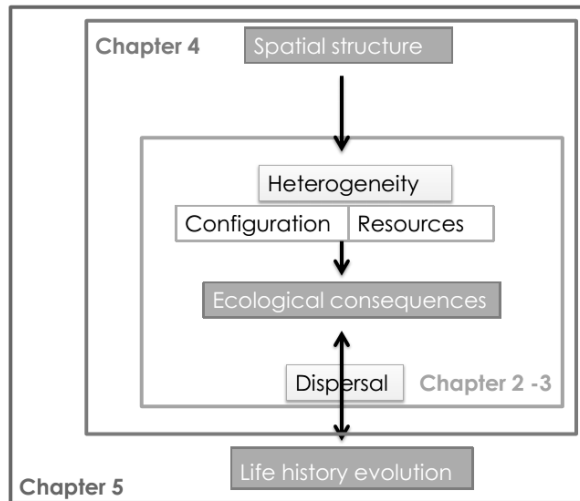 Chapter 4
Spatial structure
Heterogeneity
Configuration
Resources
Ecological consequences
Dispersal
Chapter 2 -3
Life history evolution
Chapter 5